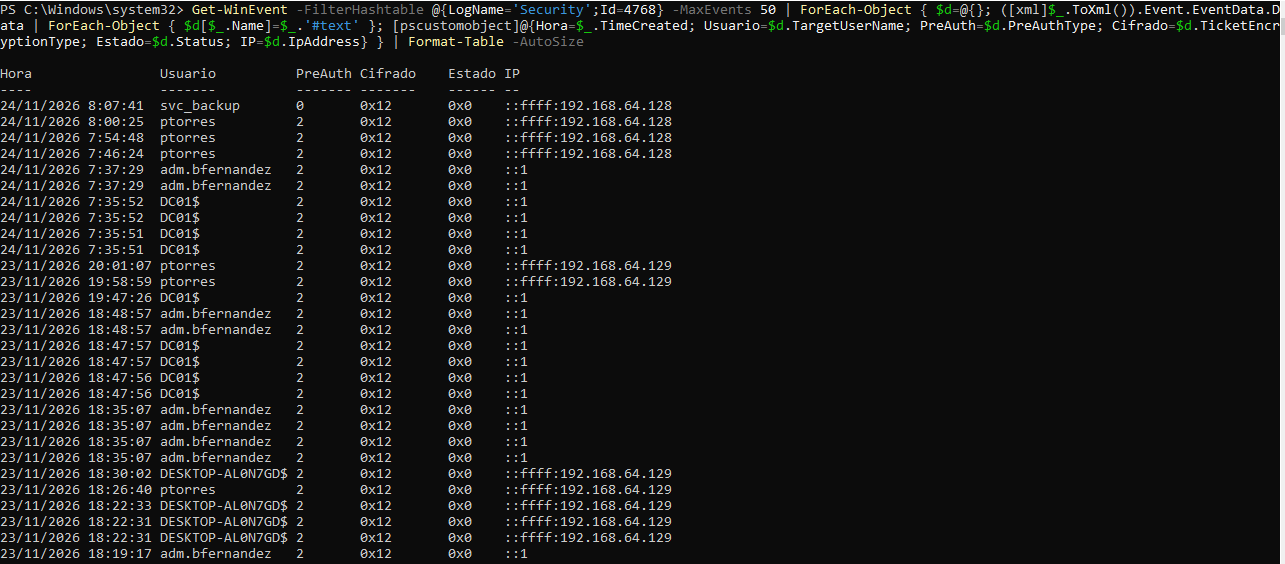 PS C:\Windows\system32> Get-WinEvent -FilterHashtable @{LogName='Security';Id=4768} -MaxEvents 50 | ForEach-Object { $d=@{}; ([xml]$_.ToXml()).Event.EventData.D
ata | ForEach-Object { $d[$_.Name]=$_.'#text' }; [pscustomobject]@{Hora=$_.TimeCreated; Usuario=$d.TargetUserName; PreAuth=$d.PreAuthType; Cifrado=$d.TicketEncr
yptionType; Estado=$d.Status; IP=$d.IpAddress} } | Format-Table -AutoSize
Hora                Usuario          PreAuth Cifrado    Estado IP
----                -------          ------- -------    ------ --
24/11/2026 8:07:41  svc_backup       0       0x12       0x0    ::ffff:192.168.64.128
24/11/2026 8:00:25  ptorres          2       0x12       0x0    ::ffff:192.168.64.128
24/11/2026 7:54:48  ptorres          2       0x12       0x0    ::ffff:192.168.64.128
24/11/2026 7:46:24  ptorres          2       0x12       0x0    ::ffff:192.168.64.128
24/11/2026 7:37:29  adm.bfernandez   2       0x12       0x0    ::1
24/11/2026 7:37:29  adm.bfernandez   2       0x12       0x0    ::1
24/11/2026 7:35:52  DC01$            2       0x12       0x0    ::1
24/11/2026 7:35:52  DC01$            2       0x12       0x0    ::1
24/11/2026 7:35:51  DC01$            2       0x12       0x0    ::1
24/11/2026 7:35:51  DC01$            2       0x12       0x0    ::1
23/11/2026 20:01:07 ptorres          2       0x12       0x0    ::ffff:192.168.64.129
23/11/2026 19:58:59 ptorres          2       0x12       0x0    ::ffff:192.168.64.129
23/11/2026 19:47:26 DC01$            2       0x12       0x0    ::1
23/11/2026 18:48:57 adm.bfernandez   2       0x12       0x0    ::1
23/11/2026 18:48:57 adm.bfernandez   2       0x12       0x0    ::1
23/11/2026 18:47:57 DC01$            2       0x12       0x0    ::1
23/11/2026 18:47:57 DC01$            2       0x12       0x0    ::1
23/11/2026 18:47:56 DC01$            2       0x12       0x0    ::1
23/11/2026 18:47:56 DC01$            2       0x12       0x0    ::1
23/11/2026 18:35:07 adm.bfernandez   2       0x12       0x0    ::1
23/11/2026 18:35:07 adm.bfernandez   2       0x12       0x0    ::1
23/11/2026 18:35:07 adm.bfernandez   2       0x12       0x0    ::1
23/11/2026 18:35:07 adm.bfernandez   2       0x12       0x0    ::1
23/11/2026 18:30:02 DESKTOP-AL0N7GD$ 2       0x12       0x0    ::ffff:192.168.64.129
23/11/2026 18:26:40 ptorres          2       0x12       0x0    ::ffff:192.168.64.129
23/11/2026 18:22:33 DESKTOP-AL0N7GD$ 2       0x12       0x0    ::ffff:192.168.64.129
23/11/2026 18:22:31 DESKTOP-AL0N7GD$ 2       0x12       0x0    ::ffff:192.168.64.129
23/11/2026 18:22:31 DESKTOP-AL0N7GD$ 2       0x12       0x0    ::ffff:192.168.64.129
23/11/2026 18:19:17 adm.bfernandez   2       0x12       0x0    ::1